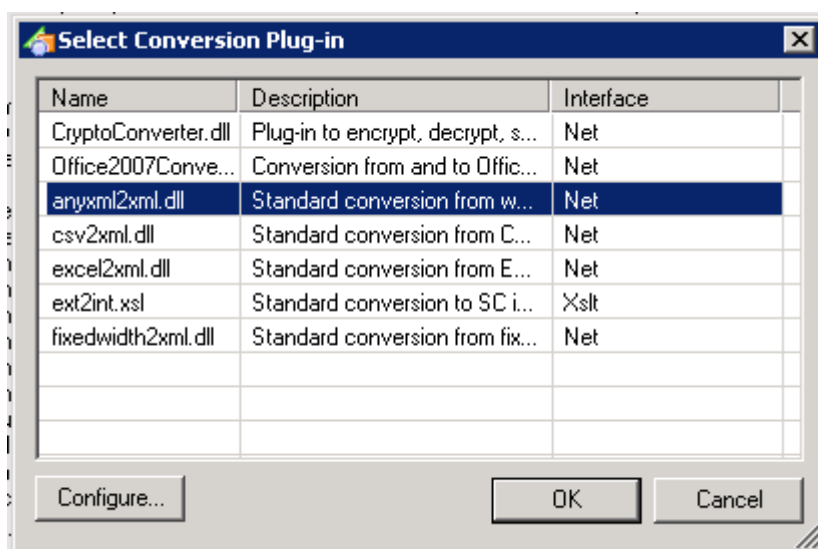 Select Conversion Plug-in
Name Description Interface
CryptoConverter.dll Plug-in to encrypt, decrypt, s... Net
Office2007Conve... Conversion from and to Offic... Net
anyxml2xml.dll Standard conversion from w... Net
csv2xml.dll Standard conversion from C... Net
excel2xml.dll Standard conversion from E... Net
ext2int.xsl Standard conversion to SC i... Xslt
fixedwidth2xml.dll Standard conversion from fix... Net
Configure... OK Cancel